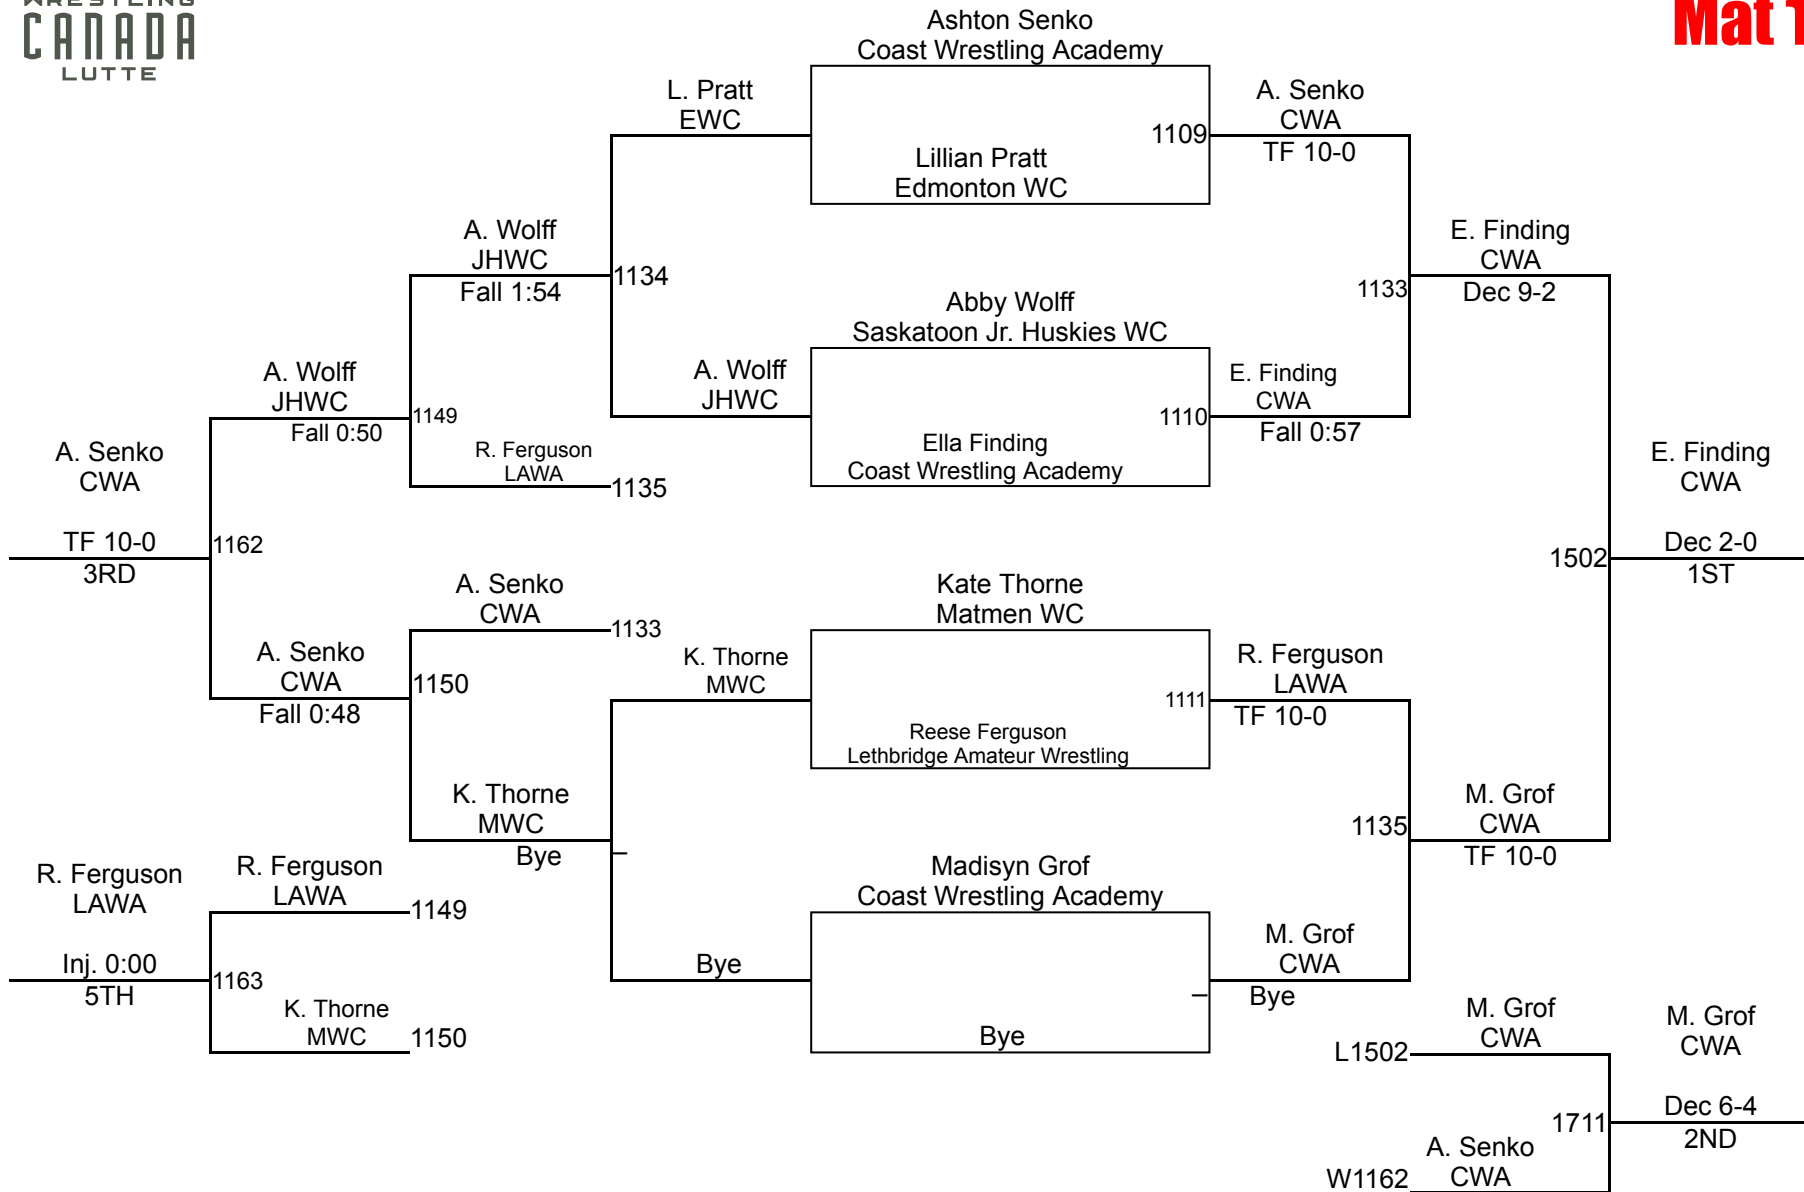 WRESTLING
CANADA
LUTTE
Mat 1
Ashton Senko
Coast Wrestling Academy
L. Pratt
EWC
A. Senko
CWA
1109
TF 10-0
Lillian Pratt
Edmonton WC
A. Wolff
JHWC
Fall 1:54
1134
E. Finding
CWA
Dec 9-2
1133
Abby Wolff
Saskatoon Jr. Huskies WC
A. Wolff
JHWC
Fall 0:50
1149
A. Wolff
JHWC
E. Finding
CWA
1110
Fall 0:57
Ella Finding
Coast Wrestling Academy
R. Ferguson
LAWA
1135
A. Senko
CWA
TF 10-0
3RD
1162
E. Finding
CWA
1502
Dec 2-0
1ST
A. Senko
CWA
1133
Kate Thorne
Matmen WC
A. Senko
CWA
Fall 0:48
1150
K. Thorne
MWC
1111
R. Ferguson
LAWA
TF 10-0
Reese Ferguson
Lethbridge Amateur Wrestling
K. Thorne
MWC
Bye
–
1135
M. Grof
CWA
TF 10-0
R. Ferguson
LAWA
Inj. 0:00
5TH
R. Ferguson
LAWA
1149
1163
K. Thorne
MWC
1150
Madisyn Grof
Coast Wrestling Academy
Bye
M. Grof
CWA
–
Bye
Bye
M. Grof
CWA
L1502
M. Grof
CWA
1711
Dec 6-4
2ND
A. Senko
CWA
W1162